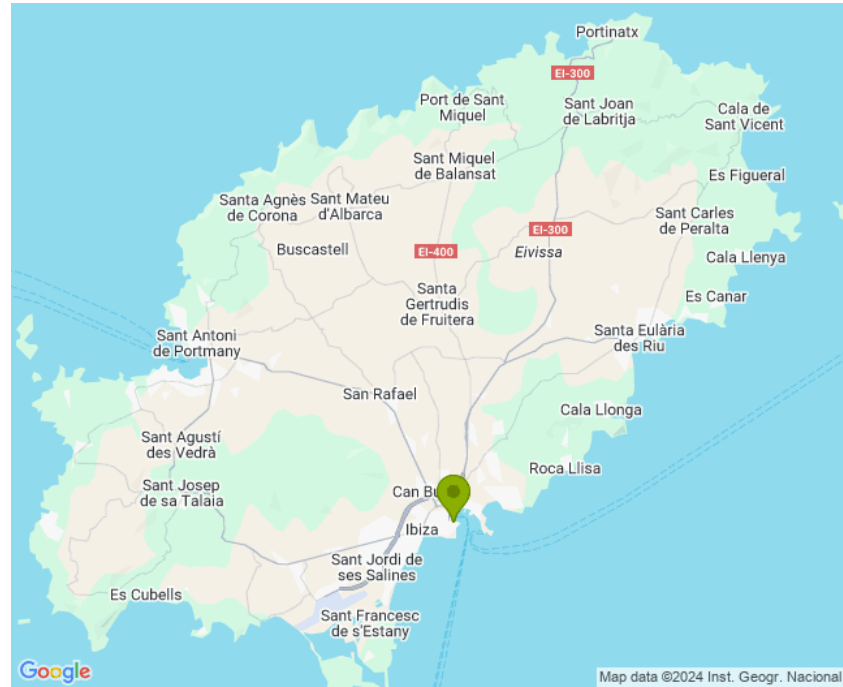 Portinatx
EI-300
Port de Sant
Miquel
Sant Joan
de Labritja
Cala de
Sant Vicent
Sant Miquel
de Balansat
Es Figueral
Santa Agnès
de Corona
Sant Mateu
d'Albarca
Sant Carles
de Peralta
EI-300
Buscastell
EI-400
Eivissa
Cala Llenya
Santa
Gertrudis
de Fruitera
Es Canar
Sant Antoni
de Portmany
Santa Eulària
des Riu
San Rafael
Cala Llonga
Sant Agustí
des Vedrà
Roca Llisa
Sant Josep
de sa Talaia
Can Bu
Ibiza
Sant Jordi de
ses Salines
Es Cubells
Sant Francesc
de s'Estany
Google
Map data ©2024 Inst. Geogr. Nacional